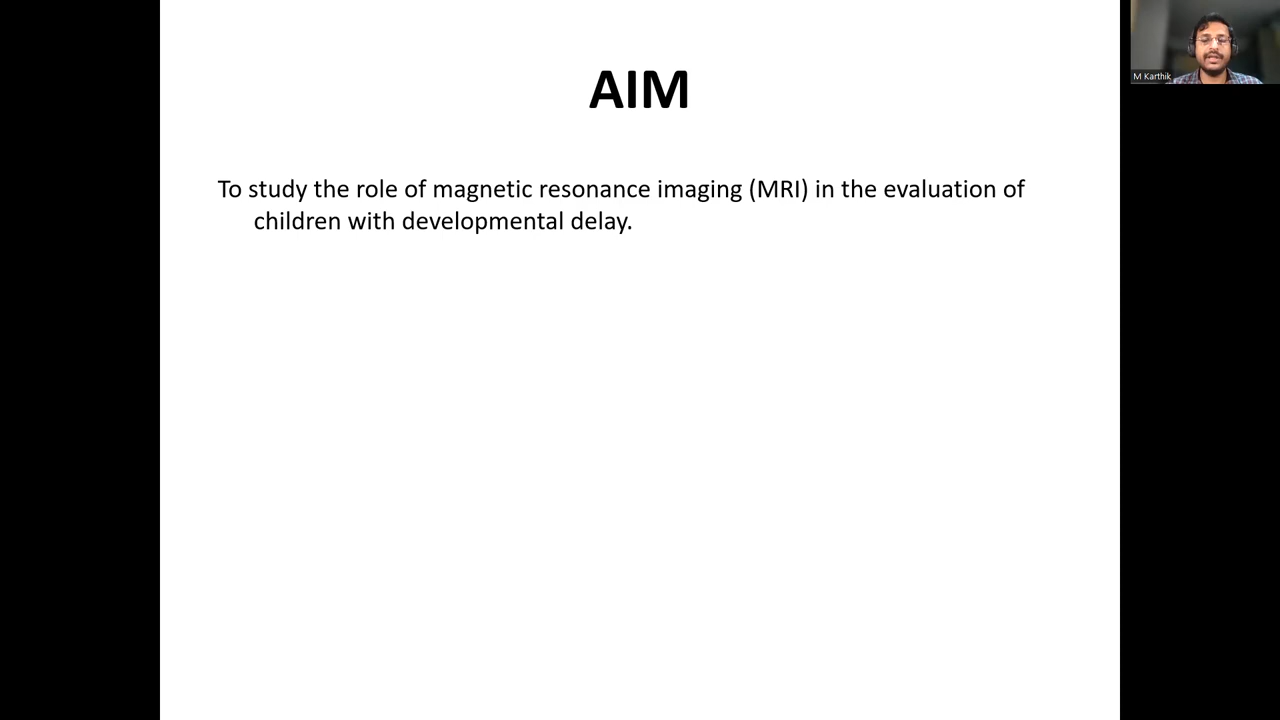 AIM
To study the role of magnetic resonance imaging (MRI) in the evaluation of
children with developmental delay.
M Karthik